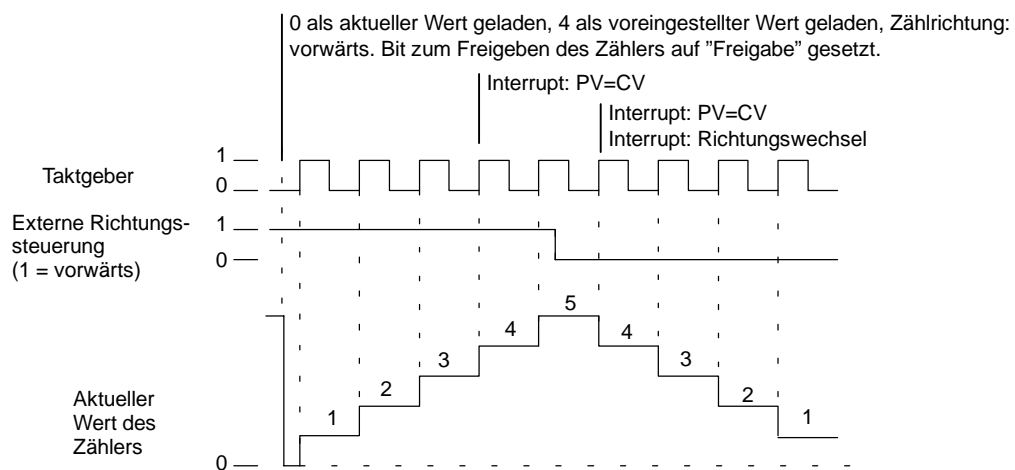 0 als aktueller Wert geladen, 4 als voreingestellter Wert geladen, Zählrichtung:
vorwärts. Bit zum Freigeben des Zählers auf ”Freigabe” gesetzt.
Interrupt: PV=CV
Interrupt: PV=CV
Interrupt: Richtungswechsel
Taktgeber
1
0
Externe Richtungs-
steuerung
(1 = vorwärts)
1
0
5
4
4
3
3
2
2
1
1
Aktueller
Wert des
Zählers
0